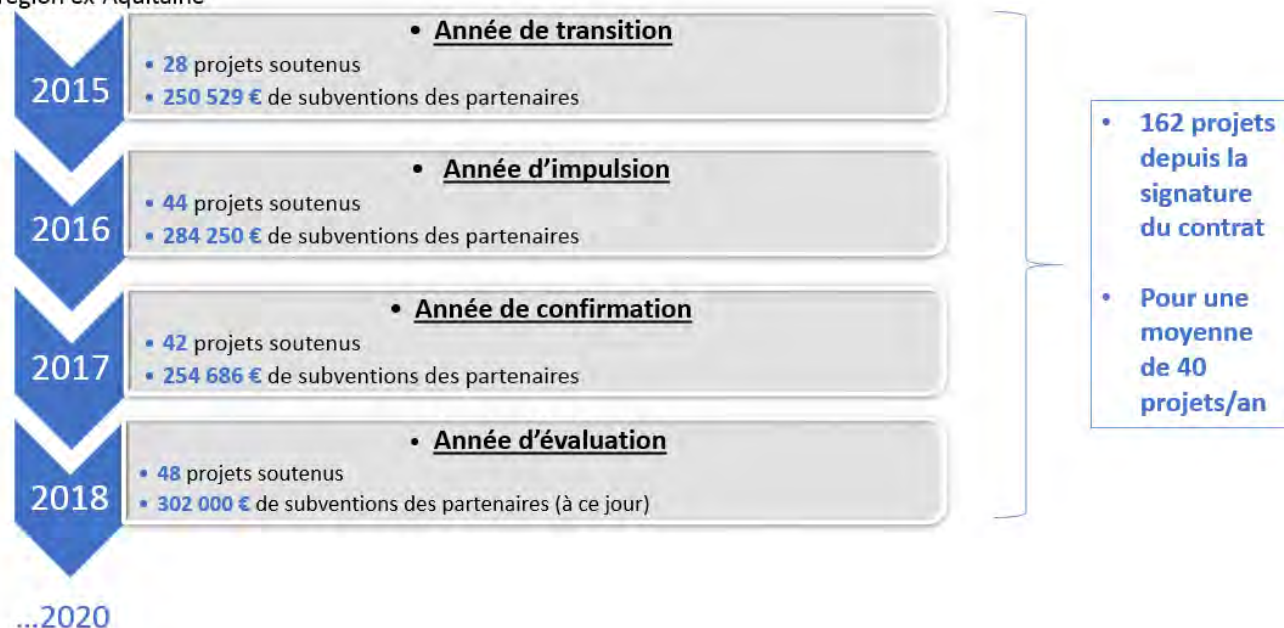 région ex-Aquitaine
2015
• Année de transition
• 28 projets soutenus
• 250 529 € de subventions des partenaires
2016
• Année d’impulsion
• 44 projets soutenus
• 284 250 € de subventions des partenaires
2017
• Année de confirmation
• 42 projets soutenus
• 254 686 € de subventions des partenaires
2018
• Année d’évaluation
• 48 projets soutenus
• 302 000 € de subventions des partenaires (à ce jour)
...2020
• 162 projets
depuis la
signature
du contrat
• Pour une
moyenne
de 40
projets/an